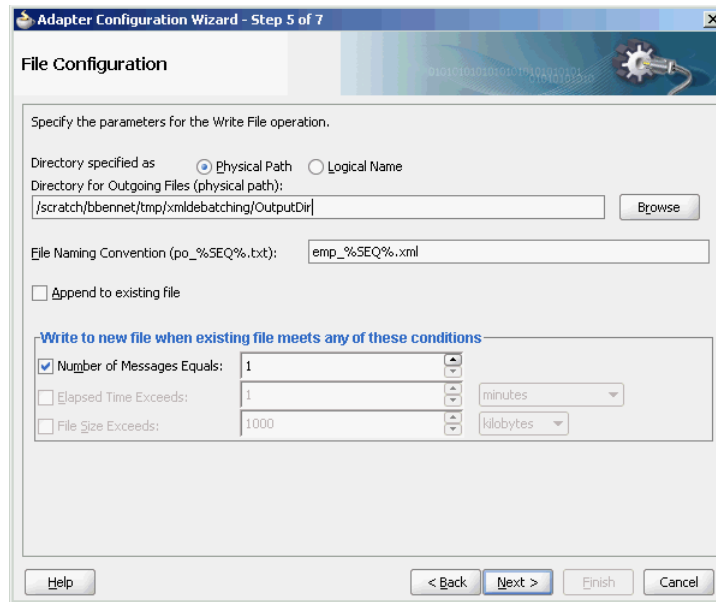 Adapter Configuration Wizard - Step 5 of 7
File Configuration
Specify the parameters for the Write File operation.
Directory specified as Physical Path Logical Name
Directory for Outgoing Files (physical path):
/scratch/bbennet/tmp/xmldebatching/OutputDir
Browse
File Naming Convention (po_%SEQ%.txt): emp_%SEQ%.xml
Append to existing file
Write to new file when existing file meets any of these conditions
Number of Messages Equals: 1
Elapsed Time Exceeds: 1 minutes
File Size Exceeds: 1000 kilobytes
Help < Back Next > Finish Cancel